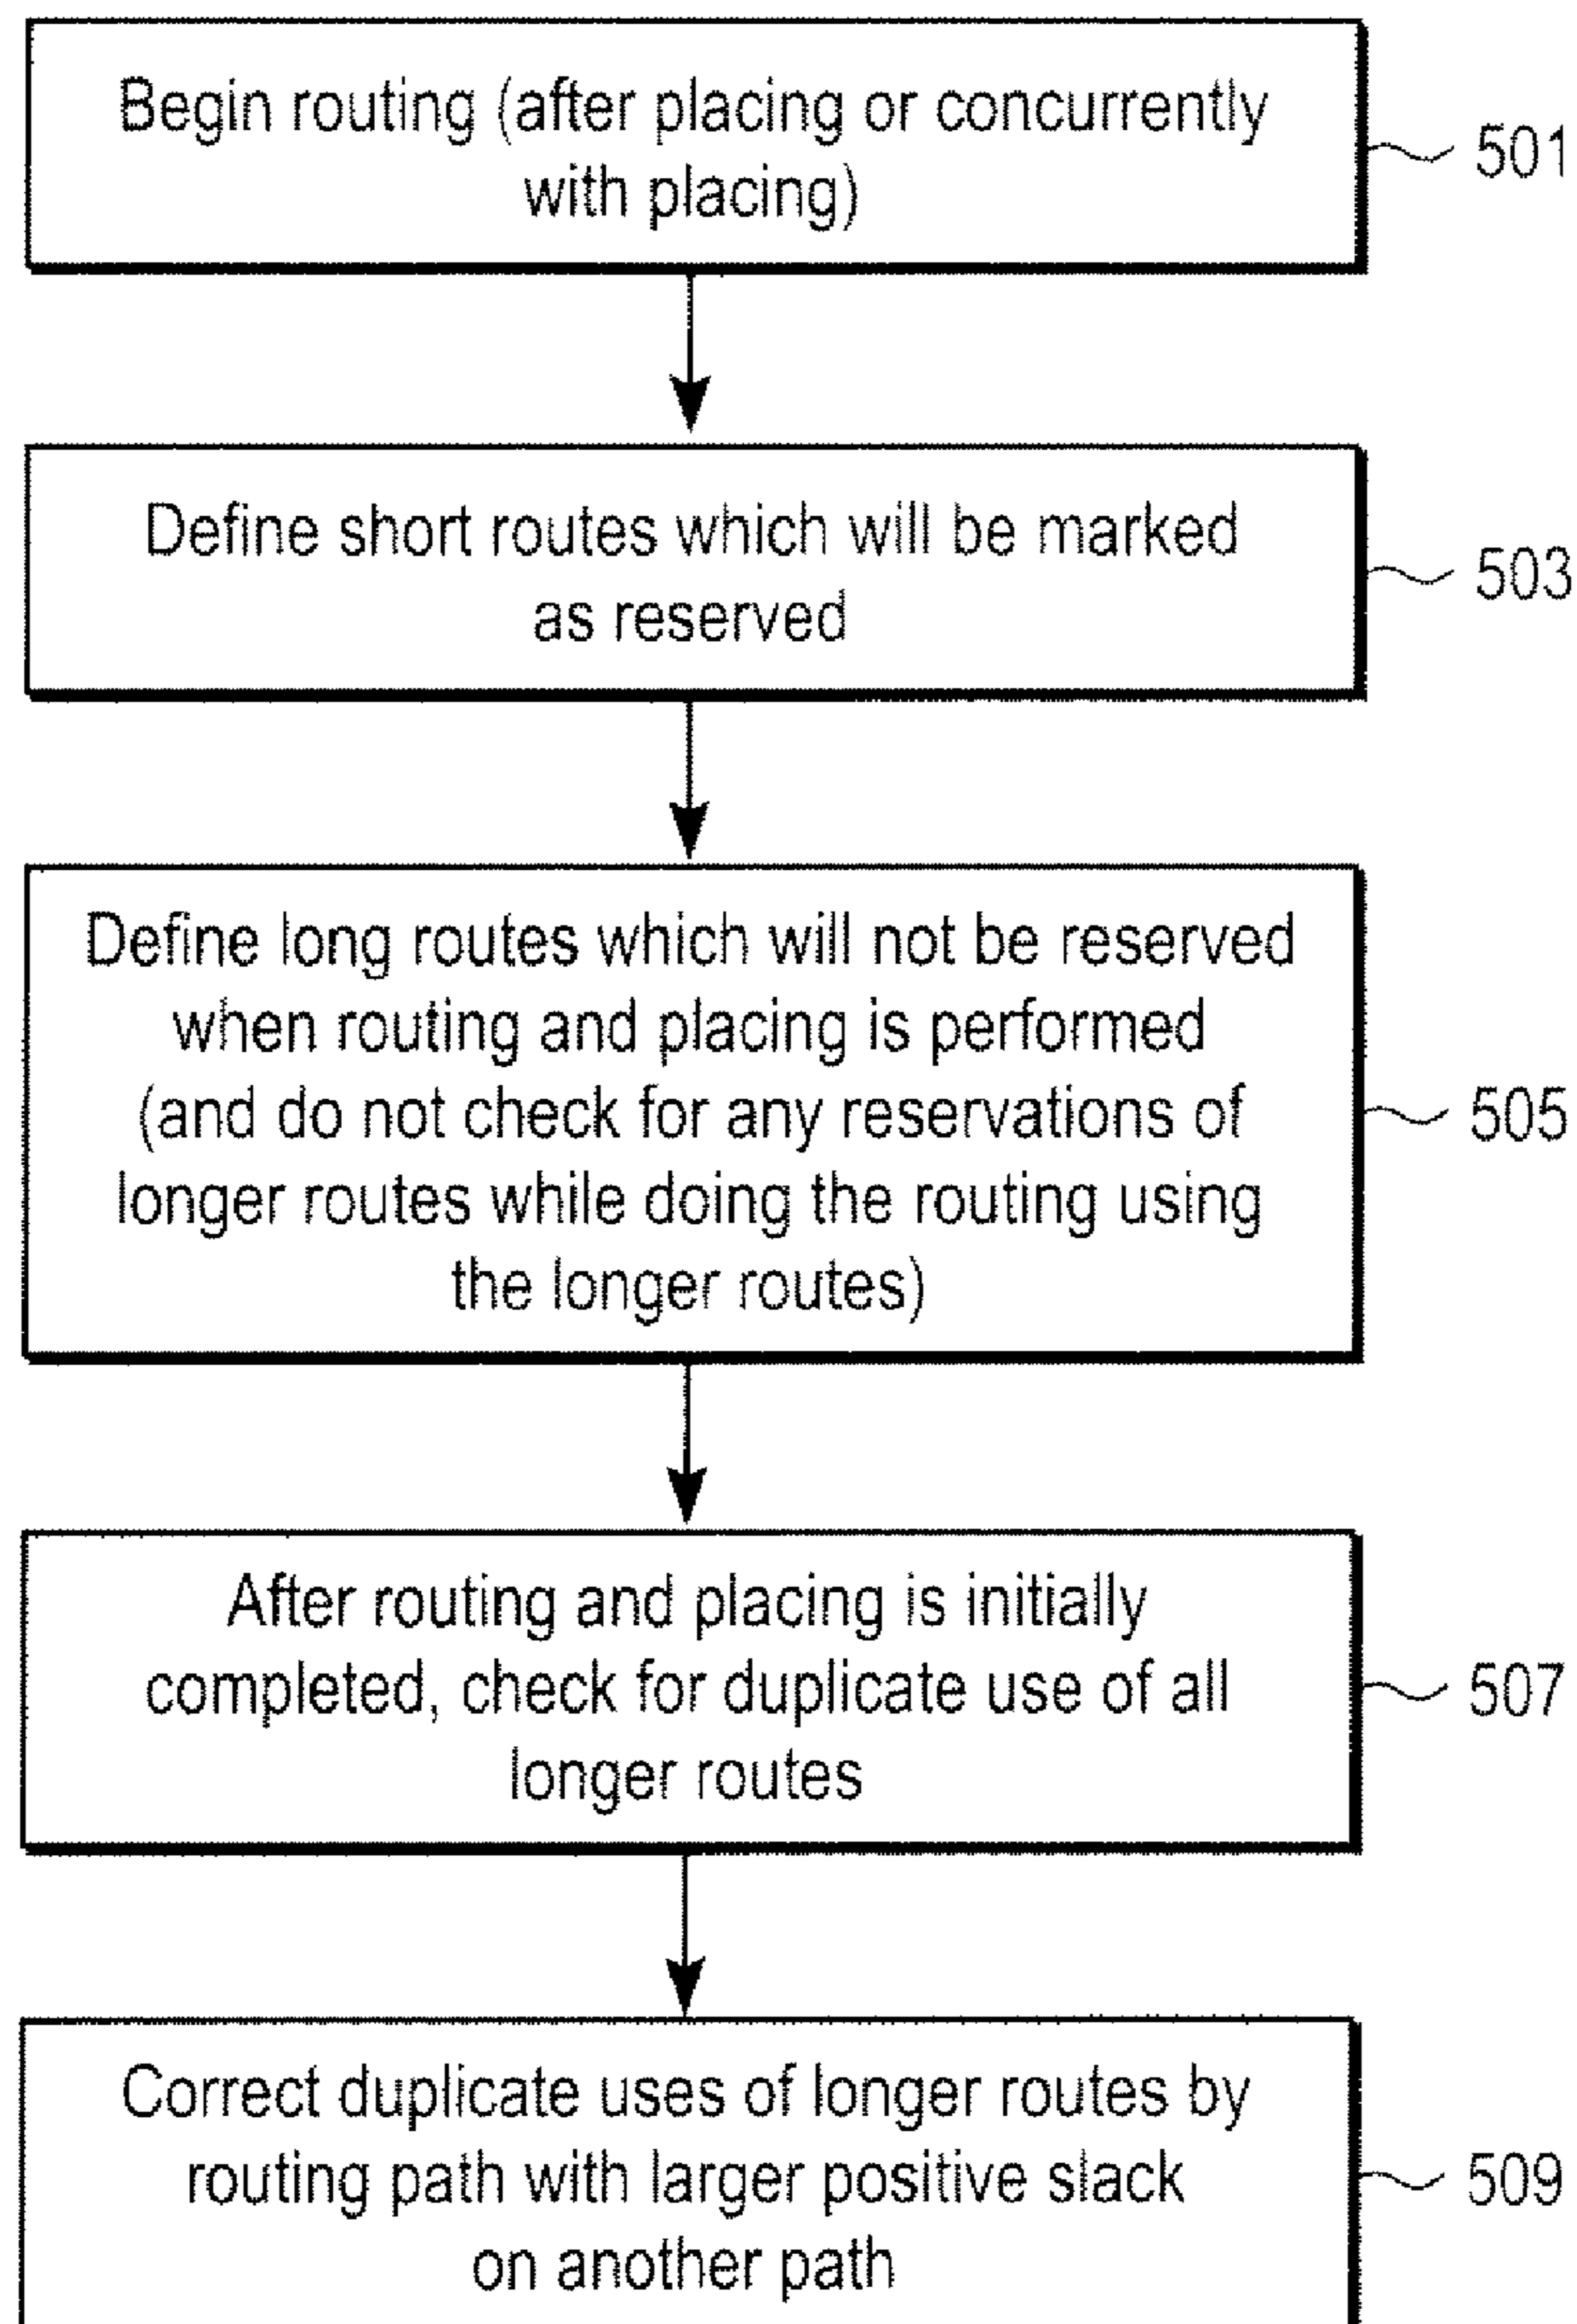 Begin routing (after placing or concurrently
with placing)
501
Define short routes which will be marked
as reserved
503
Define long routes which will not be reserved
when routing and placing is performed
(and do not check for any reservations of
longer routes while doing the routing using
the longer routes)
505
After routing and placing is initially
completed, check for duplicate use of all
longer routes
507
Correct duplicate uses of longer routes by
routing path with larger positive slack
on another path
509